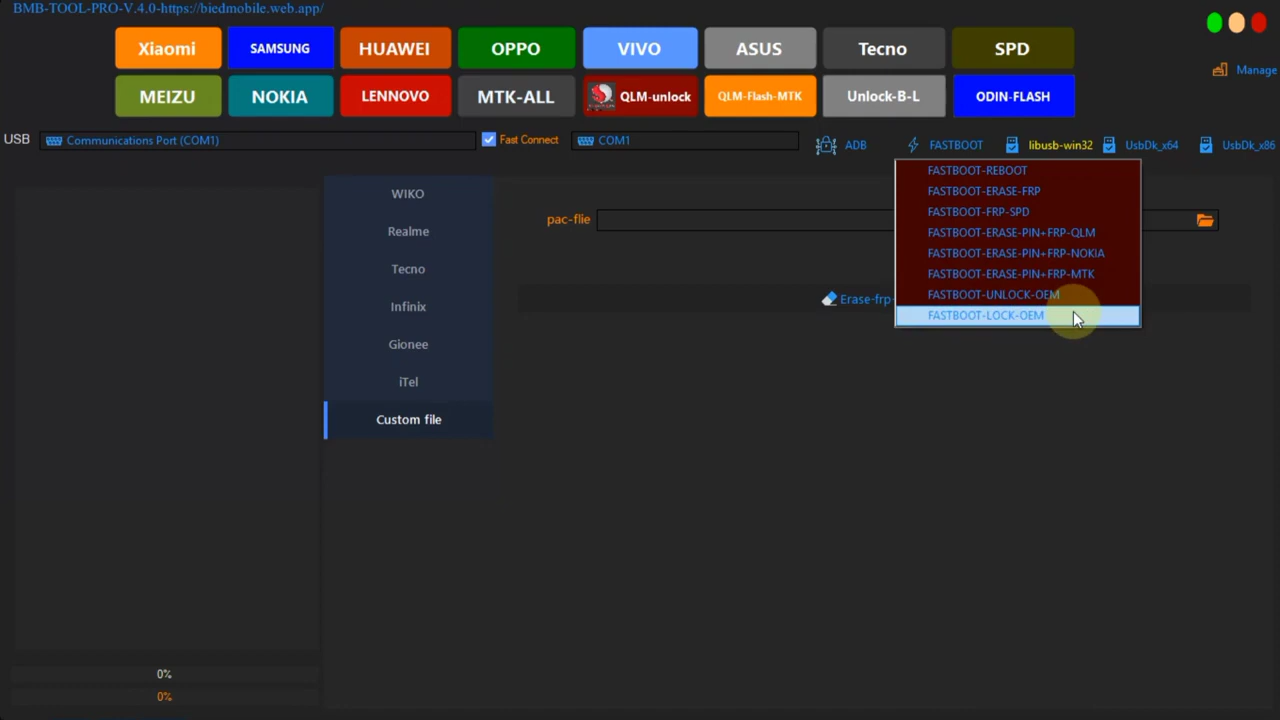 BMB-TOOL-PRO-V.4.0-https://biedmobile.web.app/
Xiaomi SAMSUNG HUAWEI OPPO VIVO ASUS Tecno SPD
Manage
MEIZU NOKIA LENNOVO MTK-ALL QLM-unlock QLM-Flash-MTK Unlock-B-L ODIN-FLASH
USB Communications Port (COM1) Fast Connect COM1 ADB FASTBOOT libusb-win32 UsbDk_x64 UsbDk_x86
FASTBOOT-REBOOT
FASTBOOT-ERASE-FRP
FASTBOOT-FRP-SPD
FASTBOOT-ERASE-PIN+FRP-QLM
FASTBOOT-ERASE-PIN+FRP-NOKIA
FASTBOOT-ERASE-PIN+FRP-MTK
FASTBOOT-UNLOCK-OEM
FASTBOOT-LOCK-OEM
WIKO
Realme
Tecno
Infinix
Gionee
iTel
Custom file
pac-flie
Erase-frp-
0%
0%